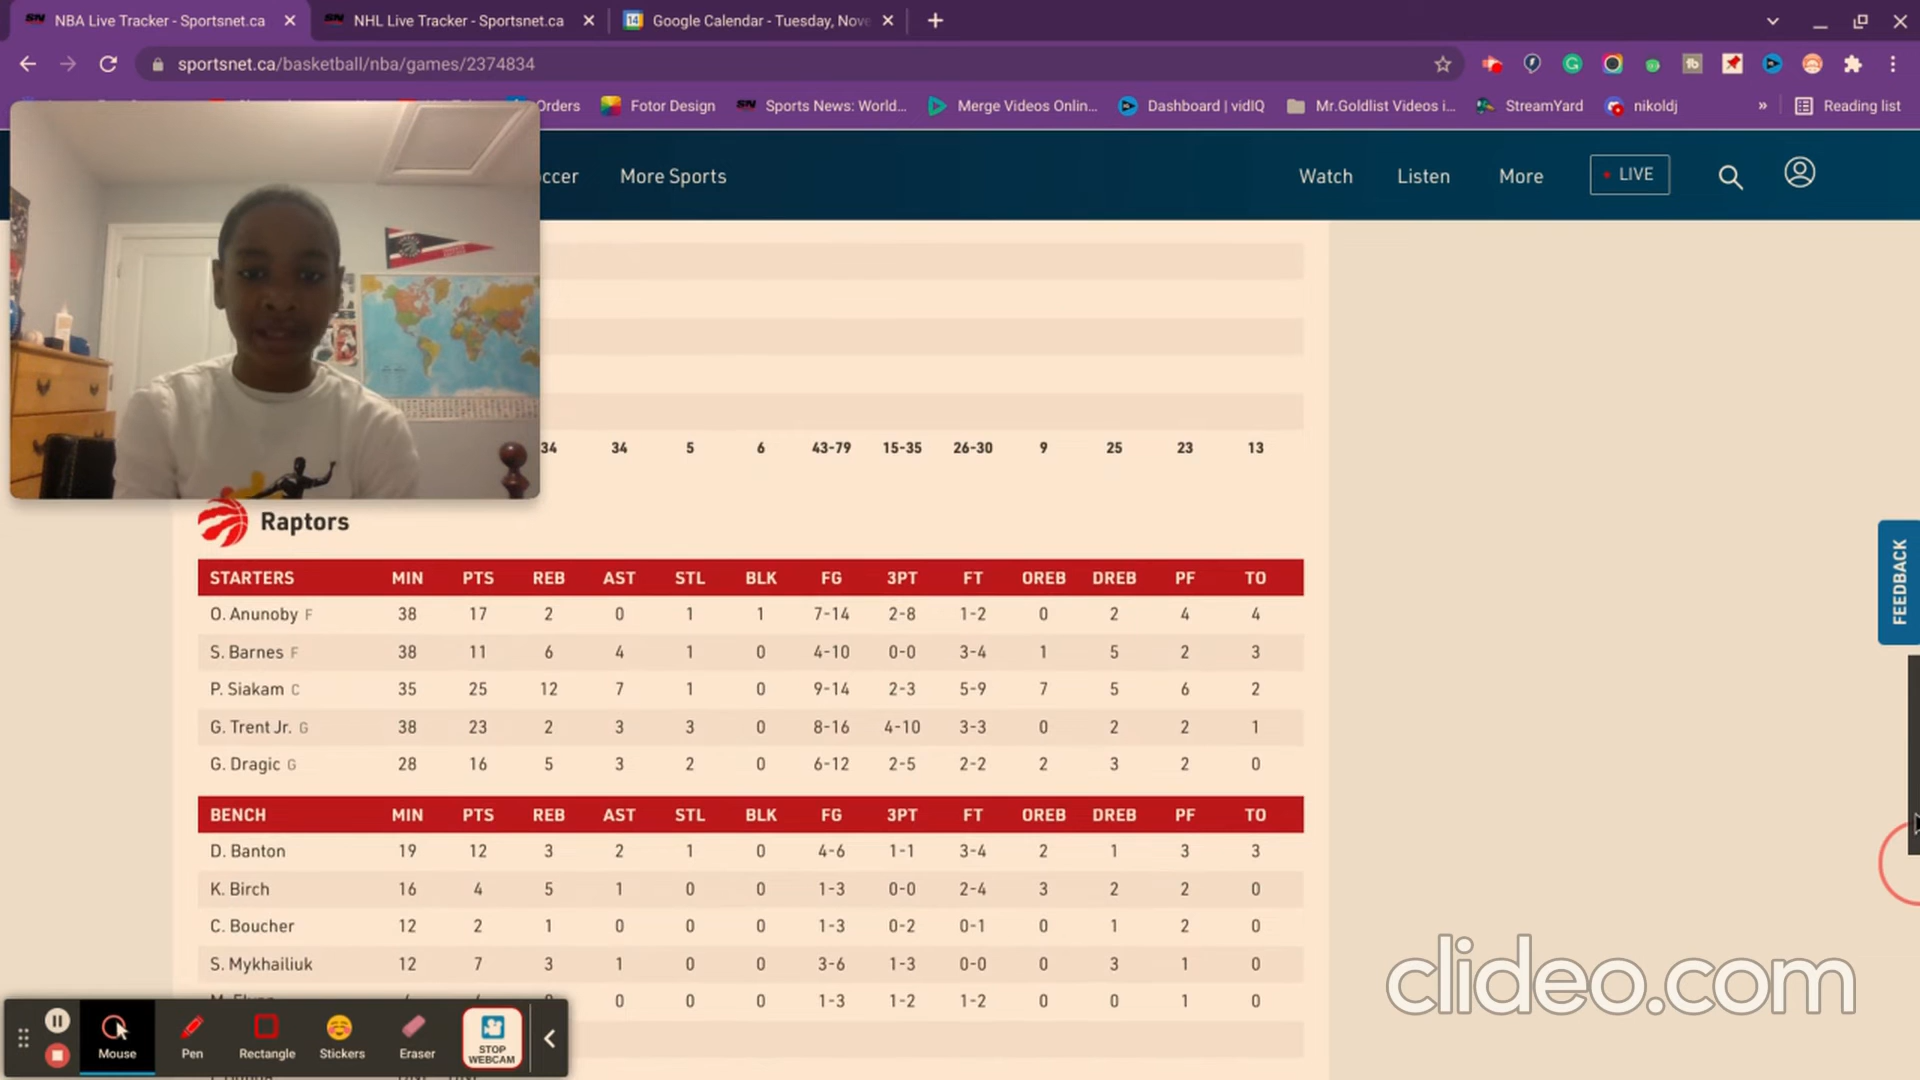 NBA Live Tracker - Sportsnet.ca
NHL Live Tracker - Sportsnet.ca
Google Calendar - Tuesday, Nove
sportsnet.ca/basketball/nba/games/2374834
Orders
Fotor Design
Sports News: World...
Merge Videos Onlin...
Dashboard | vidIQ
Mr.Goldlist Videos i...
StreamYard
nikoldj
Reading list
occer
More Sports
Watch
Listen
More
LIVE
34 34 5 6 43-79 15-35 26-30 9 25 23 13
Raptors
STARTERS MIN PTS REB AST STL BLK FG 3PT FT OREB DREB PF TO
O. Anunoby F 38 17 2 0 1 1 7-14 2-8 1-2 0 2 4 4
S. Barnes F 38 11 6 4 1 0 4-10 0-0 3-4 1 5 2 3
P. Siakam C 35 25 12 7 1 0 9-14 2-3 5-9 7 5 6 2
G. Trent Jr. G 38 23 2 3 3 0 8-16 4-10 3-3 0 2 2 1
G. Dragic G 28 16 5 3 2 0 6-12 2-5 2-2 2 3 2 0
BENCH MIN PTS REB AST STL BLK FG 3PT FT OREB DREB PF TO
D. Banton 19 12 3 2 1 0 4-6 1-1 3-4 2 1 3 3
K. Birch 16 4 5 1 0 0 1-3 0-0 2-4 3 2 2 0
C. Boucher 12 2 1 0 0 0 1-3 0-2 0-1 0 1 2 0
S. Mykhailiuk 12 7 3 1 0 0 3-6 1-3 0-0 0 3 1 0
0 0 0 1-3 1-2 1-2 0 0 1 0
FEEDBACK
clideo.com
Mouse
Pen
Rectangle
Stickers
Eraser
STOP
WEBCAM